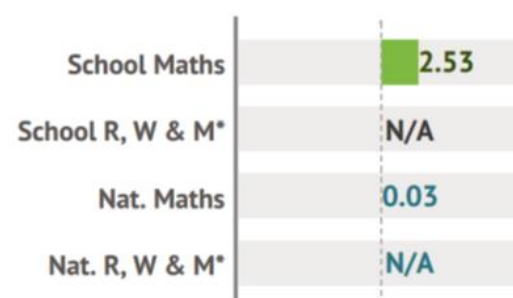 School Maths 2.53
School R, W & M* N/A
Nat. Maths 0.03
Nat. R, W & M* N/A